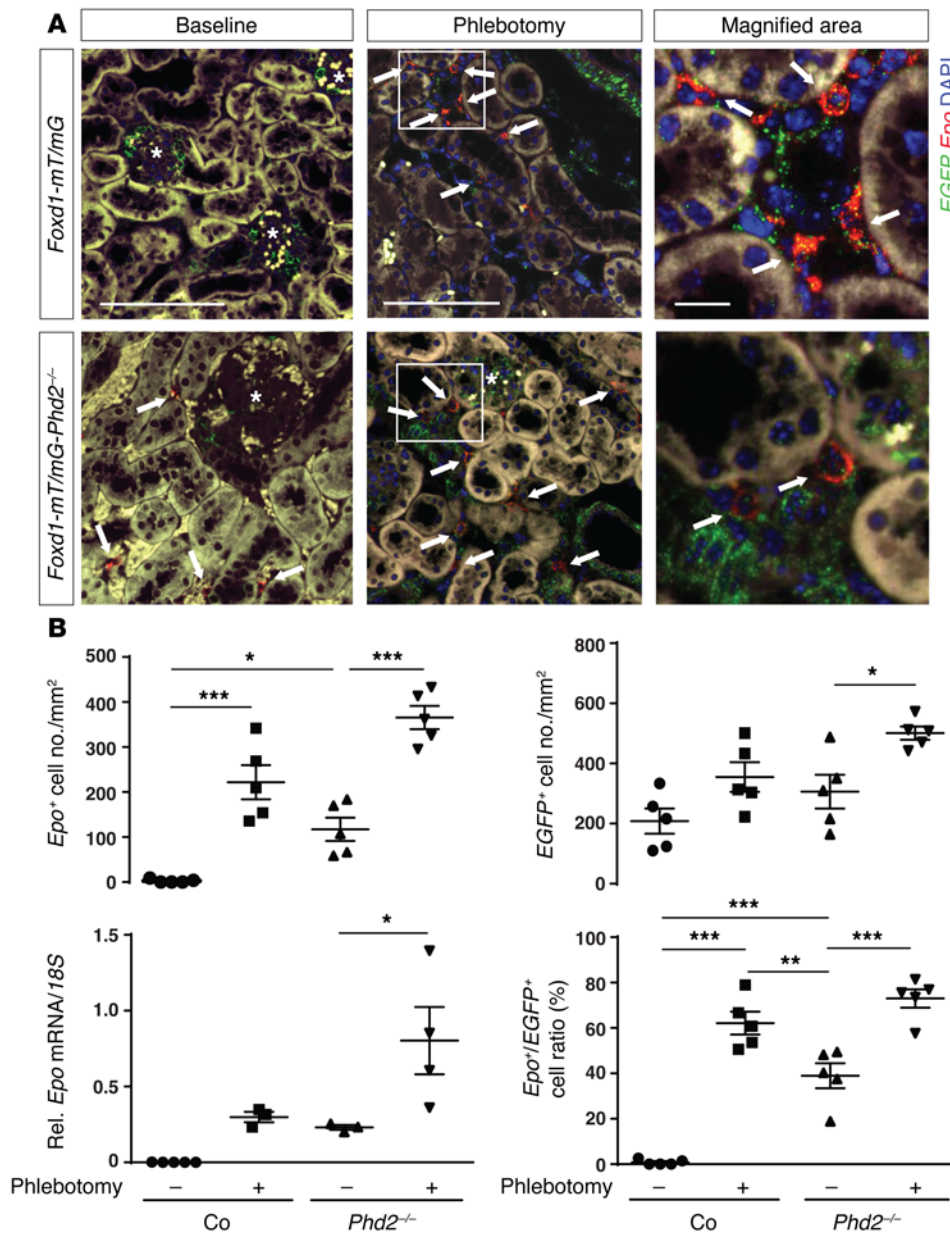 A
Baseline
Phlebotomy
Magnified area
Foxd1-mT/mG
EGFP Epo DAPI
* * *
Foxd1-mT/mG-Phd2⁻/⁻
* *
B
Epo⁺ cell no./mm²
500
400
300
200
100
0
*
***
***
EGFP⁺ cell no./mm²
800
600
400
200
0
*
Rel. Epo mRNA/18S
1.5
1.0
0.5
0
*
Epo⁺/EGFP⁺
cell ratio (%)
100
80
60
40
20
0
***
***
**
***
Phlebotomy – + – + – + – +
Co Phd2⁻/⁻ Co Phd2⁻/⁻